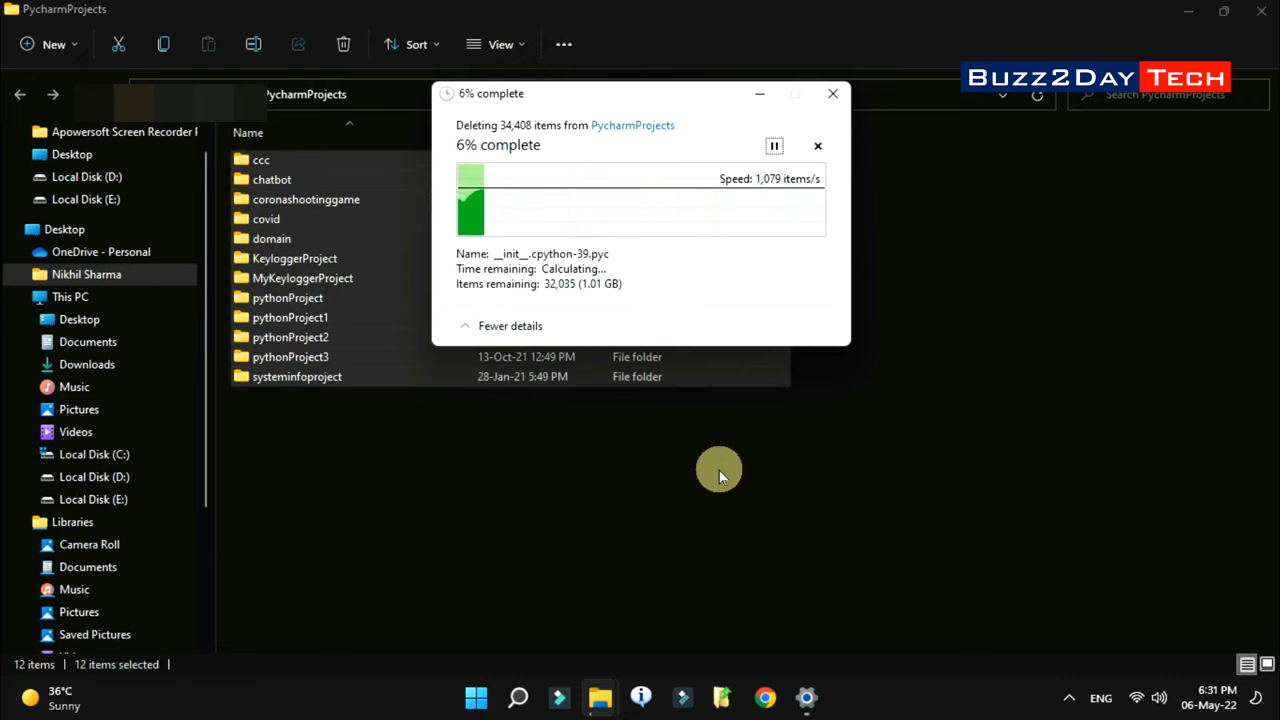 PycharmProjects
New
Sort
View
Buzz2Day Tech
PycharmProjects
Search PycharmProjects
Apowersoft Screen Recorder F
Desktop
Local Disk (D:)
Local Disk (E:)
Desktop
OneDrive - Personal
Nikhil Sharma
This PC
Desktop
Documents
Downloads
Music
Pictures
Videos
Local Disk (C:)
Local Disk (D:)
Local Disk (E:)
Libraries
Camera Roll
Documents
Music
Pictures
Saved Pictures
Name
ccc
chatbot
coronashootinggame
covid
domain
KeyloggerProject
MyKeyloggerProject
pythonProject
pythonProject1
pythonProject2
pythonProject3 13-Oct-21 12:49 PM File folder
systeminfoproject 28-Jan-21 5:49 PM File folder
6% complete
Deleting 34,408 items from PycharmProjects
6% complete
Speed: 1,079 items/s
Name: __init__.cpython-39.pyc
Time remaining: Calculating...
Items remaining: 32,035 (1.01 GB)
Fewer details
12 items 12 items selected
36°C
Sunny
ENG
6:31 PM
06-May-22